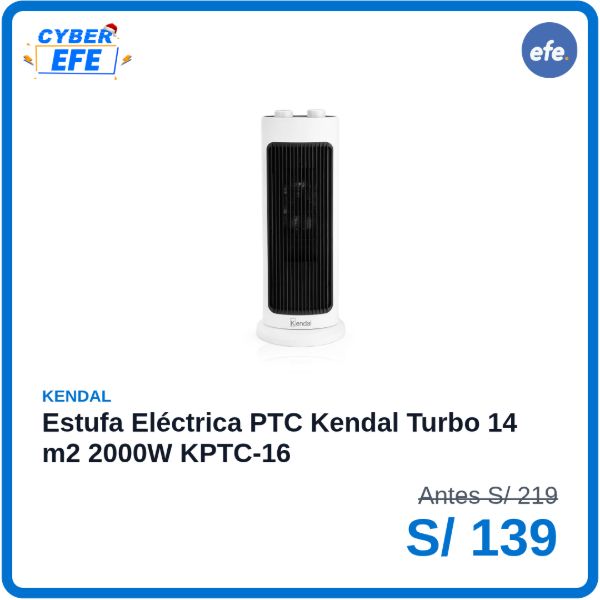 CYBER
EFE
efe.
Kendal
KENDAL
Estufa Eléctrica PTC Kendal Turbo 14
m2 2000W KPTC-16
Antes S/ 219
S/ 139